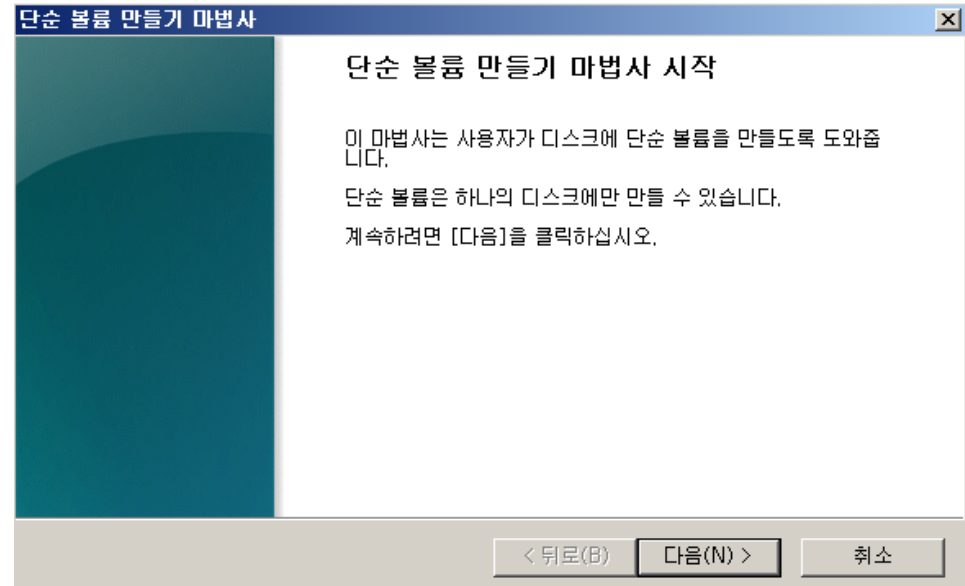 단순 볼륨 만들기 마법사
단순 볼륨 만들기 마법사 시작
이 마법사는 사용자가 디스크에 단순 볼륨을 만들도록 도와줍
니다.
단순 볼륨은 하나의 디스크에만 만들 수 있습니다.
계속하려면 [다음]을 클릭하십시오.
< 뒤로(B) 다음(N) > 취소